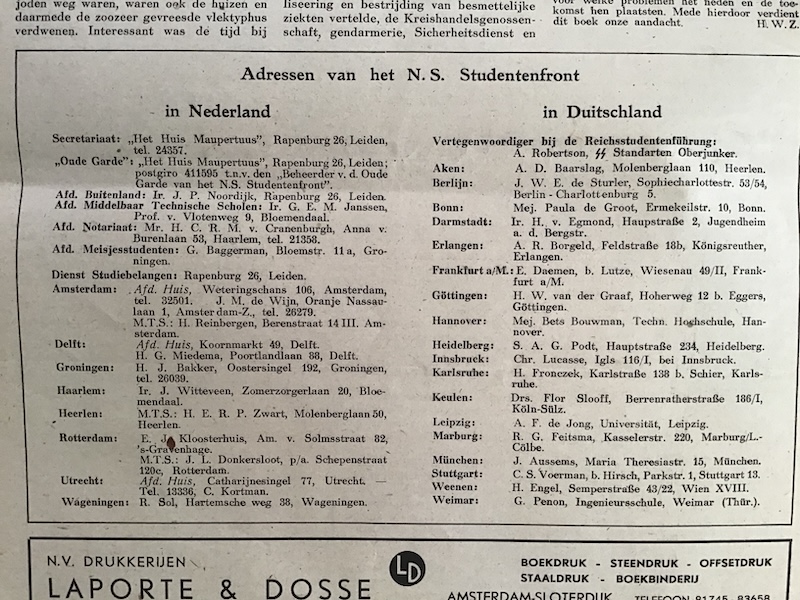 joden weg waren, waren ook de huizen en
daarmede de zoozeer gevreesde vlektyphus
verdwenen. Interessant was de tijd bij
liseering en bestrijding van besmettelijke
ziekten vertelde, de Kreishandelsgenossen-
schaft, gendarmerie, Sicherheitsdienst en
voor welke problemen het heden en de toe-
komst hen plaatsten. Mede hierdoor verdient
dit boek onze aandacht. H. W. Z.
Adressen van het N. S. Studentenfront
in Nederland
Secretariaat: „Het Huis Maupertuus", Rapenburg 26, Leiden,
tel. 24357.
„Oude Garde": „Het Huis Maupertuus", Rapenburg 26, Leiden;
postgiro 411595 t.n.v. den „Beheerder v. d. Oude
Garde van het N.S. Studentenfront".
Afd. Buitenland: Ir. J. P. Noordijk, Rapenburg 26, Leiden.
Afd. Middelbaar Technische Scholen: Ir. G. E. M. Janssen,
Prof. v. Vlotenweg 9, Bloemendaal.
Afd. Notariaat: Mr. H. C. R. M. v. Cranenburgh, Anna v.
Burenlaan 53, Haarlem, tel. 21358.
Afd. Meisjesstudenten: G. Baggerman, Bloemstr. 11a, Gro-
ningen.
Dienst Studiebelangen: Rapenburg 26, Leiden.
Amsterdam: Afd. Huis, Weteringschans 106, Amsterdam,
tel. 32501. J. M. de Wijn, Oranje Nassau-
laan 1, Amsterdam-Z., tel. 26279.
M.T.S.: H. Reinbergen, Berenstraat 14 III. Am-
sterdam.
Delft: Afd. Huis, Koornmarkt 49, Delft.
H. G. Miedema, Poortlandlaan 88, Delft.
Groningen: H. J. Bakker, Oostersingel 192, Groningen,
tel. 26039.
Haarlem: Ir. J. Witteveen, Zomerzorgerlaan 20, Bloe-
mendaal.
Heerlen: M.T.S.: H. E. R. P. Zwart, Molenberglaan 50,
Heerlen.
Rotterdam: E. J. Kloosterhuis, Am. v. Solmsstraat 82,
's-Gravenhage.
M.T.S.: J. L. Donkersloot, p/a. Schepenstraat
120c, Rotterdam.
Utrecht: Afd. Huis, Catharijnesingel 77, Utrecht. —
Tel. 13336, C. Kortman.
Wageningen: R. Sol, Hartemsche weg 38, Wageningen.
in Duitschland
Vertegenwoordiger bij de Reichsstudentenführung:
A. Robertson, ᛋᛋ Standarten Oberjunker.
Aken: A. D. Baarslag, Molenberglaan 110, Heerlen.
Berlijn: J. W. E. de Sturler, Sophiecharlottestr. 53/54,
Berlin - Charlottenburg 5.
Bonn: Mej. Paula de Groot, Ermekeilstr. 10, Bonn.
Darmstadt: Ir. H. v. Egmond, Haupstraße 2, Jugendheim
a. d. Bergstr.
Erlangen: A. R. Borgeld, Feldstraße 18b, Königsreuther,
Erlangen.
Frankfurt a/M.: E. Daemen, b. Lutze, Wiesenau 49/II, Frank-
furt a/M.
Göttingen: H. W. van der Graaf, Hoherweg 12 b. Eggers,
Göttingen.
Hannover: Mej. Bets Bouwman, Techn. Hochschule, Han-
nover.
Heidelberg: S. A. G. Podt, Hauptstraße 234, Heidelberg.
Innsbruck: Chr. Lucasse, Igls 116/I, bei Innsbruck.
Karlsruhe: H. Fronczek, Karlstraße 138 b. Schier, Karls-
ruhe.
Keulen: Drs. Flor Slooff, Berrenratherstraße 186/I,
Köln-Sülz.
Leipzig: A. F. de Jong, Universität, Leipzig.
Marburg: R. G. Feitsma, Kasselerstr. 220, Marburg/L.-
Cölbe.
München: J. Aussems, Maria Theresiastr. 15, München.
Stuttgart: C. S. Voerman, b. Hirsch, Parkstr. 1, Stuttgart 13.
Weenen: H. Engel, Semperstraße 43/22, Wien XVIII.
Weimar: G. Penon, Ingenieursschule, Weimar (Thür.).
N.V. DRUKKERIJEN
LAPORTE & DOSSE
LD
BOEKDRUK - STEENDRUK - OFFSETDRUK
STAALDRUK - BOEKBINDERIJ
AMSTERDAM-SLOTERDIJK TELEFOON 81745 83658